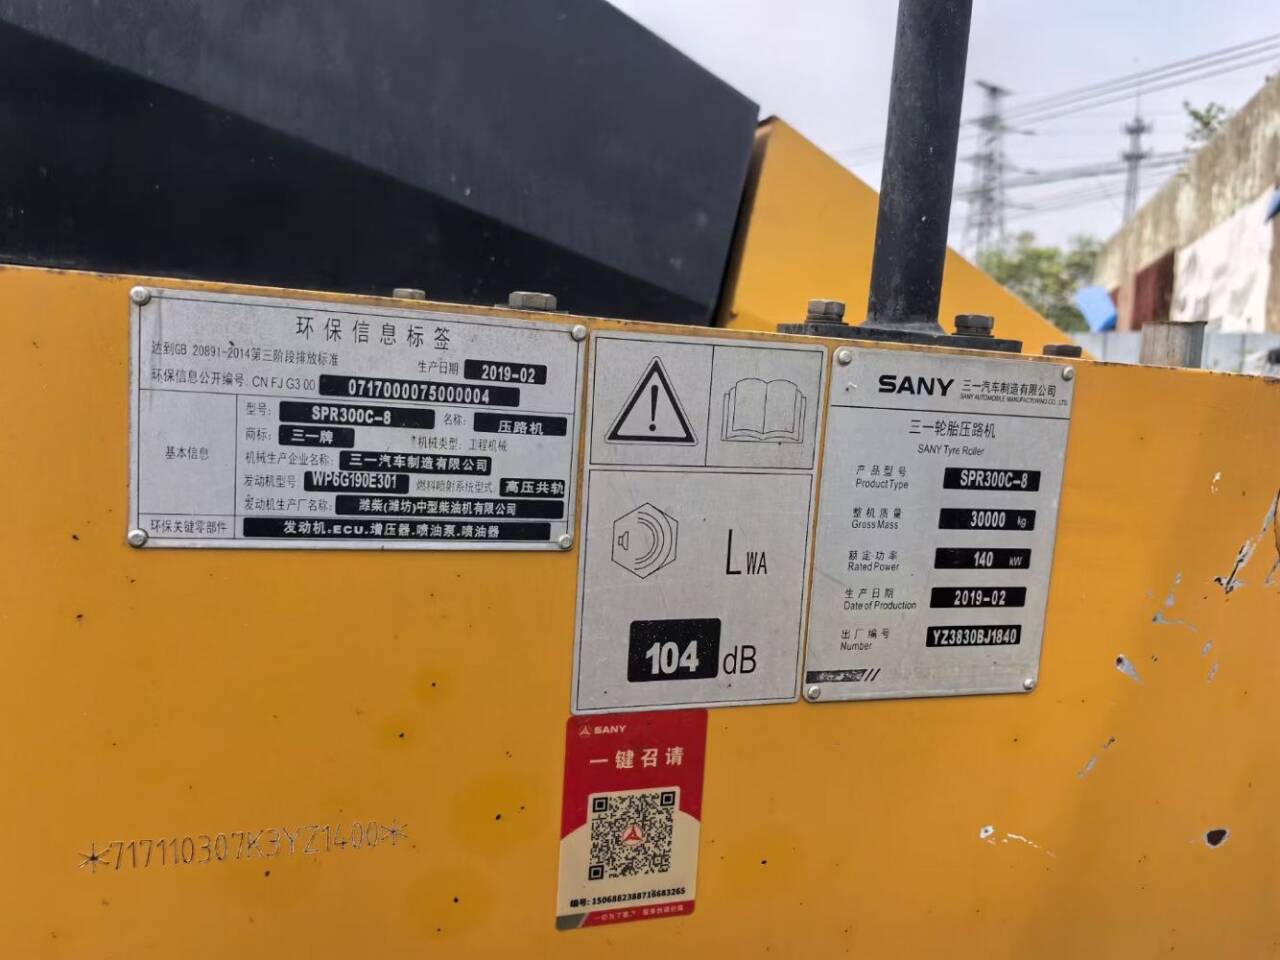 环保信息标签
达到GB 20891-2014第三阶段排放标准
生产日期 2019-02
环保信息公开编号: CN FJ G3 00 0717000075000004
基本信息
型号: SPR300C-8 名称: 压路机
商标: 三一牌 机械类型: 工程机械
机械生产企业名称: 三一汽车制造有限公司
发动机型号 WP6G190E301 燃料喷射系统型式: 高压共轨
发动机生产厂名称: 潍柴(潍坊)中型柴油机有限公司
环保关键零部件 发动机.ECU.增压器.喷油泵.喷油器
LWA
104 dB
SANY 三一汽车制造有限公司
SANY AUTOMOBILE MANUFACTURING CO., LTD.
三一轮胎压路机
SANY Tyre Roller
产品型号
Product Type SPR300C-8
整机质量
Gross Mass 30000 kg
额定功率
Rated Power 140 kW
生产日期
Date of Production 2019-02
出厂编号
Number YZ3830BJ1840
SANY
一键召请
编号: 1506882388716683265
*717110307K3YZ1400*